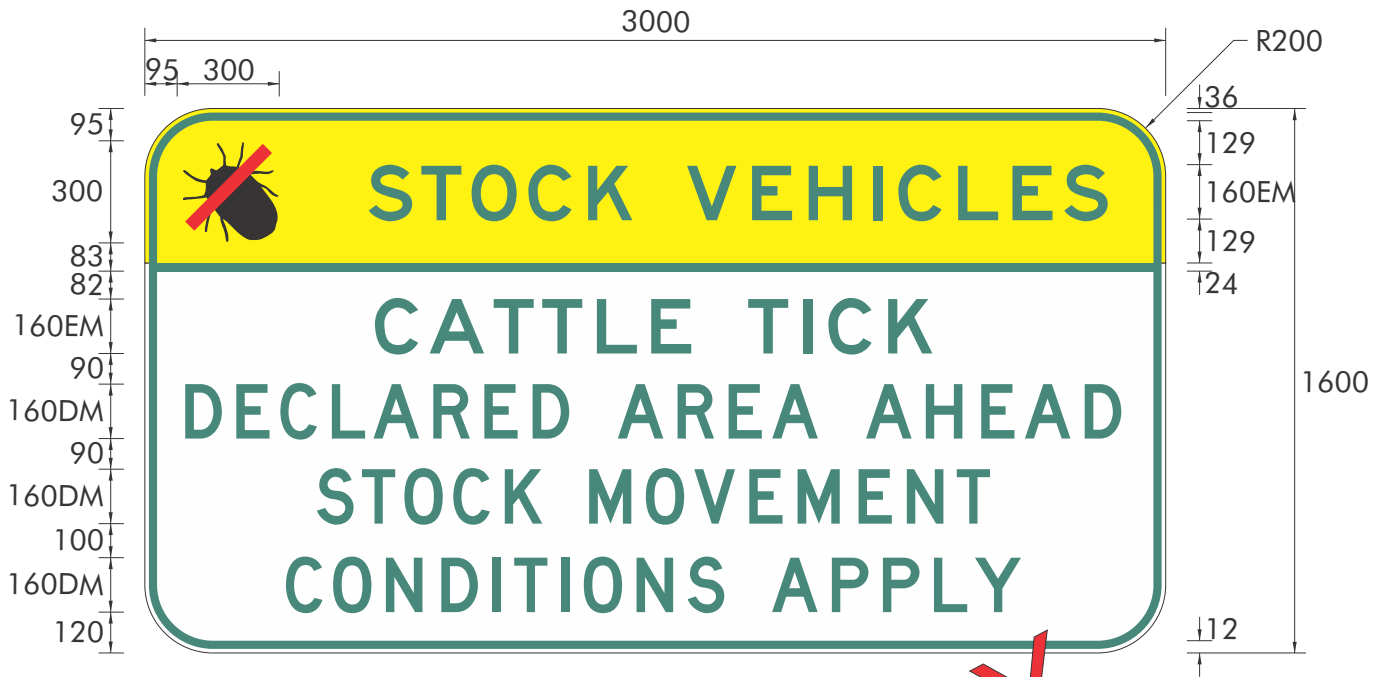 3000
R200
95 300
36
95
129
300
160EM
129
83
24
82
160EM
90
160DM
90
160DM
100
160DM
120
1600
12
STOCK VEHICLES
CATTLE TICK
DECLARED AREA AHEAD
STOCK MOVEMENT
CONDITIONS APPLY